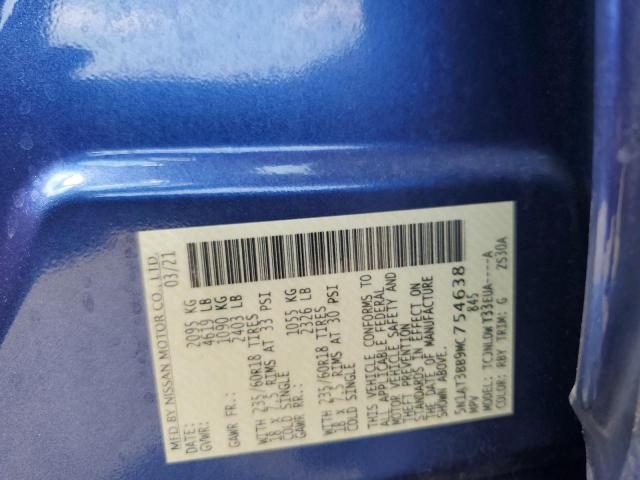 MFD BY NISSAN MOTOR CO., LTD.
DATE: 03/21
GVWR: 2095 KG
4619 LB
GAWR FR.: 1090 KG
2403 LB
WITH 235/60R18 TIRES
18 X 7.5 RIMS AT 33 PSI
COLD SINGLE
GAWR RR.: 1055 KG
2326 LB
WITH 235/60R18 TIRES
18 X 7.5 RIMS AT 30 PSI
COLD SINGLE
THIS VEHICLE CONFORMS TO
ALL APPLICABLE FEDERAL
MOTOR VEHICLE SAFETY AND
THEFT PREVENTION
STANDARDS IN EFFECT ON
THE DATE OF MANUFACTURE
SHOWN ABOVE.
5N1AT3BB9MC754638
MPV 845
MODEL: TCJNLDW T33EUA----A
COLOR: RBY TRIM: G ZS30A